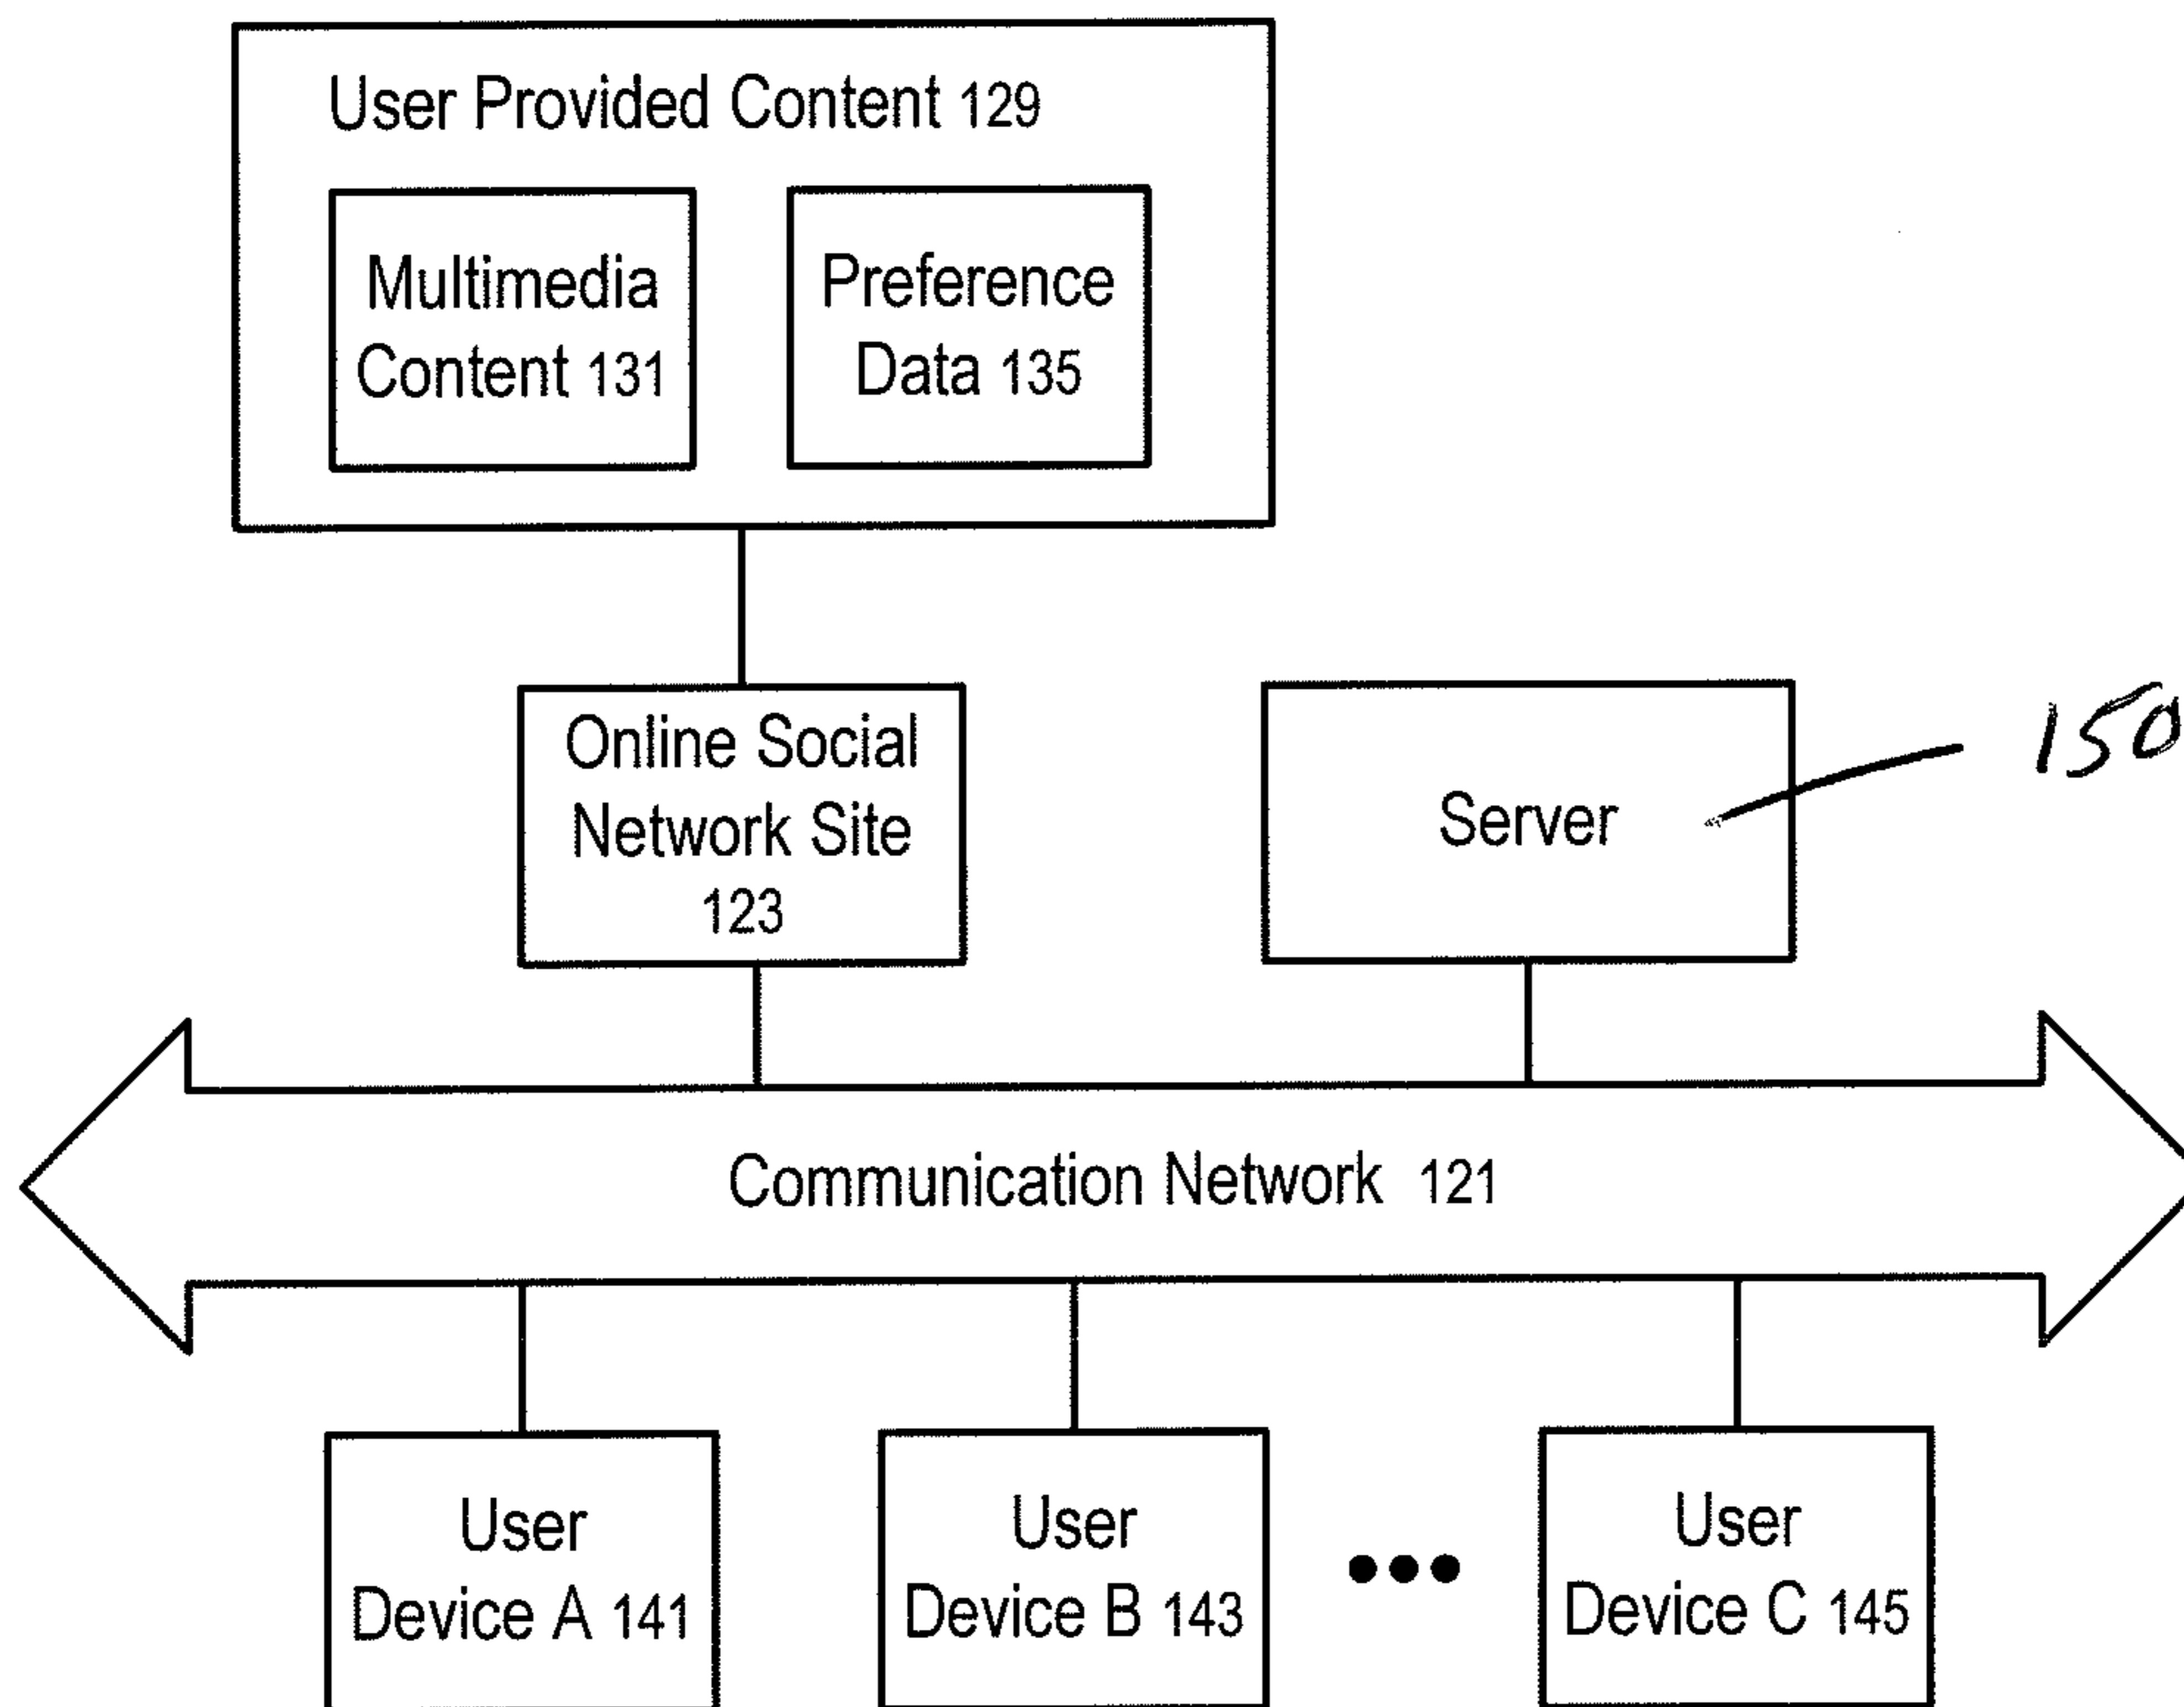 User Provided Content 129
Multimedia
Content 131
Preference
Data 135
Online Social
Network Site
123
Server
150
Communication Network 121
User
Device A 141
User
Device B 143
User
Device C 145